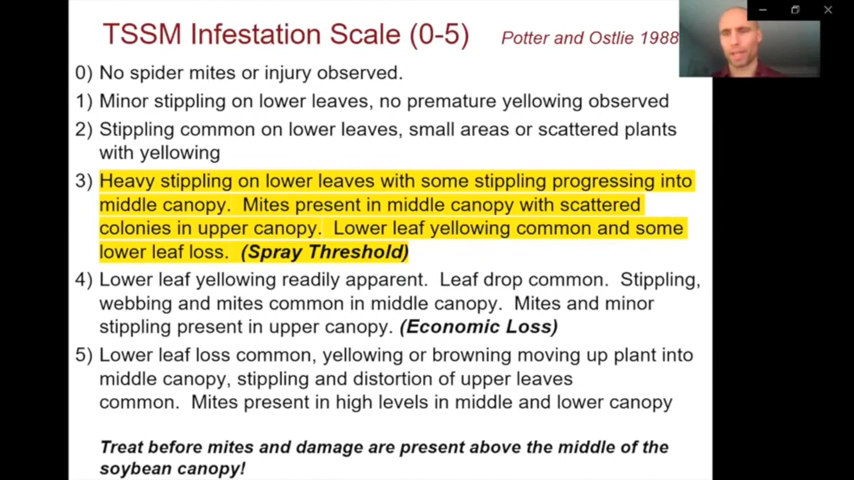 TSSM Infestation Scale (0-5) Potter and Ostlie 1988
0) No spider mites or injury observed.
1) Minor stippling on lower leaves, no premature yellowing observed
2) Stippling common on lower leaves, small areas or scattered plants
with yellowing
3) Heavy stippling on lower leaves with some stippling progressing into
middle canopy. Mites present in middle canopy with scattered
colonies in upper canopy. Lower leaf yellowing common and some
lower leaf loss. (Spray Threshold)
4) Lower leaf yellowing readily apparent. Leaf drop common. Stippling,
webbing and mites common in middle canopy. Mites and minor
stippling present in upper canopy. (Economic Loss)
5) Lower leaf loss common, yellowing or browning moving up plant into
middle canopy, stippling and distortion of upper leaves
common. Mites present in high levels in middle and lower canopy
Treat before mites and damage are present above the middle of the
soybean canopy!